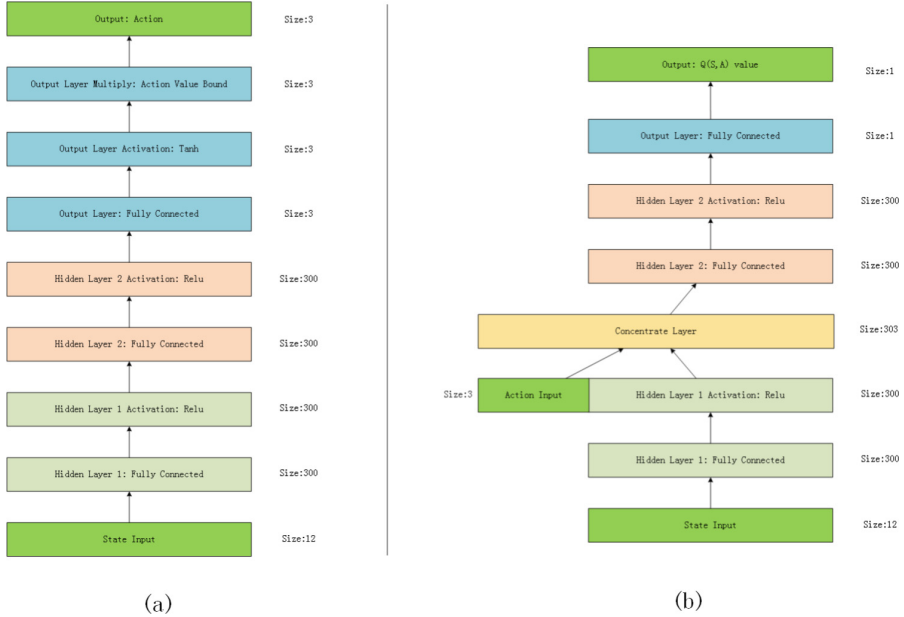 Output: Action Size:3
Output Layer Multiply: Action Value Bound Size:3
Output Layer Activation: Tanh Size:3
Output Layer: Fully Connected Size:3
Hidden Layer 2 Activation: Relu Size:300
Hidden Layer 2: Fully Connected Size:300
Hidden Layer 1 Activation: Relu Size:300
Hidden Layer 1: Fully Connected Size:300
State Input Size:12
(a)
Output: Q(S,A) value Size:1
Output Layer: Fully Connected Size:1
Hidden Layer 2 Activation: Relu Size:300
Hidden Layer 2: Fully Connected Size:300
Concentrate Layer Size:303
Size:3 Action Input Hidden Layer 1 Activation: Relu Size:300
Hidden Layer 1: Fully Connected Size:300
State Input Size:12
(b)